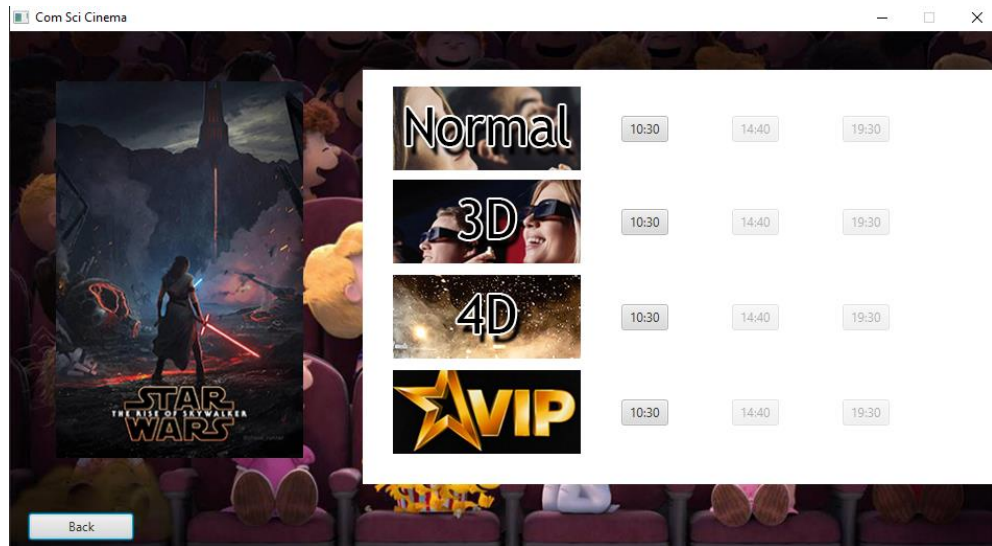 Com Sci Cinema
Normal
10:30 14:40 19:30
3D
10:30 14:40 19:30
4D
10:30 14:40 19:30
VIP
10:30 14:40 19:30
STAR
THE RISE OF SKYWALKER
WARS
Back